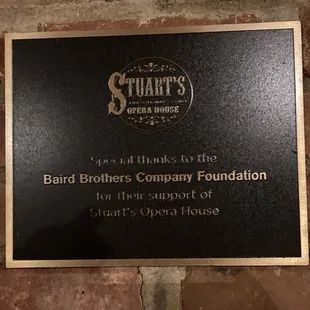 STUART'S
OPERA HOUSE
Special thanks to the
Baird Brothers Company Foundation
for their support of
Stuart's Opera House